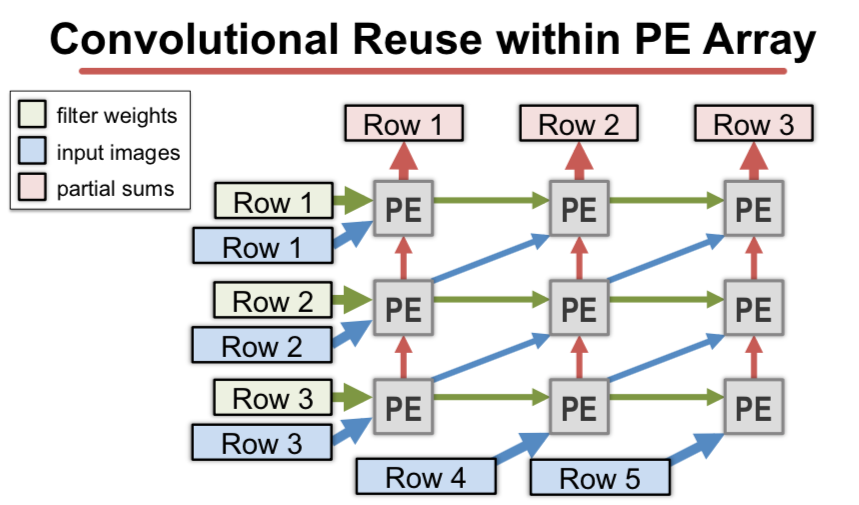 Convolutional Reuse within PE Array
filter weights
input images
partial sums
Row 1
Row 2
Row 3
Row 1
PE
PE
PE
Row 1
Row 2
PE
PE
PE
Row 2
Row 3
PE
PE
PE
Row 3
Row 4
Row 5